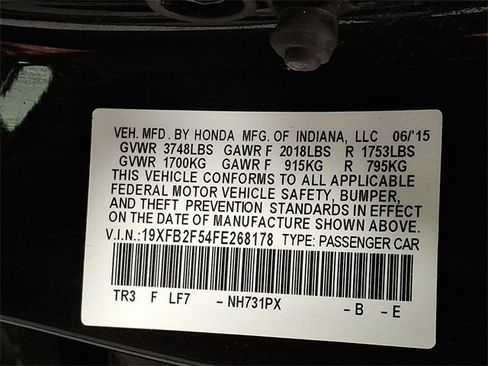 VEH. MFD. BY HONDA MFG. OF INDIANA, LLC 06/'15
GVWR 3748LBS GAWR F 2018LBS R 1753LBS
GVWR 1700KG GAWR F 915KG R 795KG
THIS VEHICLE CONFORMS TO ALL APPLICABLE
FEDERAL MOTOR VEHICLE SAFETY, BUMPER,
AND THEFT PREVENTION STANDARDS IN EFFECT
ON THE DATE OF MANUFACTURE SHOWN ABOVE.
V.I.N.: 19XFB2F54FE268178 TYPE: PASSENGER CAR
TR3 F LF7 - NH731PX - B - E